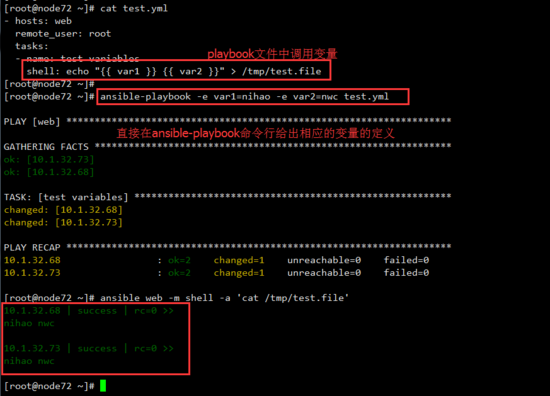 [root@node72 ~]# cat test.yml
- hosts: web
  remote_user: root
  tasks:
  - name: test variables
playbook文件中调用变量
    shell: echo "{{ var1 }} {{ var2 }}" > /tmp/test.file
[root@node72 ~]#
[root@node72 ~]# ansible-playbook -e var1=nihao -e var2=nwc test.yml
PLAY [web] ******************************************************************
直接在ansible-playbook命令行给出相应的变量的定义
GATHERING FACTS ***************************************************************
ok: [10.1.32.73]
ok: [10.1.32.68]
TASK: [test variables] ********************************************************
changed: [10.1.32.68]
changed: [10.1.32.73]
PLAY RECAP ********************************************************************
10.1.32.68 : ok=2 changed=1 unreachable=0 failed=0
10.1.32.73 : ok=2 changed=1 unreachable=0 failed=0
[root@node72 ~]# ansible web -m shell -a 'cat /tmp/test.file'
10.1.32.68 | success | rc=0 >>
nihao nwc
10.1.32.73 | success | rc=0 >>
nihao nwc
[root@node72 ~]#